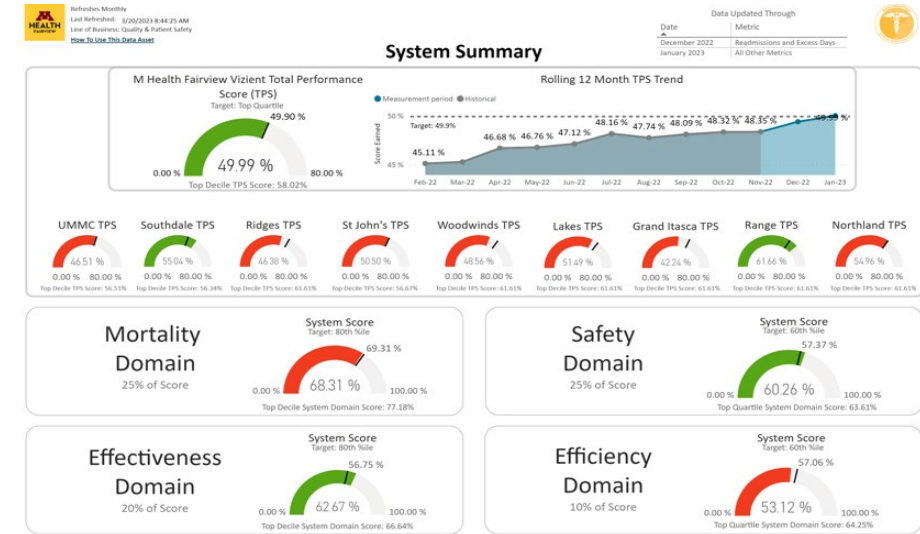 M
HEALTH
FAIRVIEW
Refreshes Monthly
Last Refreshed: 3/20/2023 8:44:25 AM
Line of Business: Quality & Patient Safety
How To Use This Data Asset
System Summary
Data Updated Through
Date Metric
December 2022 Readmissions and Excess Days
January 2023 All Other Metrics
M Health Fairview Vizient Total Performance
Score (TPS)
Target: Top Quartile
49.90 %
49.99 %
0.00 % 80.00 %
Top Decile TPS Score: 58.02%
Rolling 12 Month TPS Trend
Measurement period Historical
Score Earned
50 %
45 %
Target: 49.9%
45.11 % 46.68 % 46.76 % 47.12 % 48.16 % 47.74 % 48.09 % 48.32 % 48.35 % 49.99 %
Feb-22 Mar-22 Apr-22 May-22 Jun-22 Jul-22 Aug-22 Sep-22 Oct-22 Nov-22 Dec-22 Jan-23
UMMC TPS Southdale TPS Ridges TPS St John's TPS Woodwinds TPS Lakes TPS Grand Itasca TPS Range TPS Northland TPS
46.51 % 55.04 % 46.38 % 50.50 % 48.56 % 51.49 % 42.24 % 61.66 % 54.96 %
0.00 % 80.00 % 0.00 % 80.00 % 0.00 % 80.00 % 0.00 % 80.00 % 0.00 % 80.00 % 0.00 % 80.00 % 0.00 % 80.00 % 0.00 % 80.00 % 0.00 % 80.00 %
Top Decile TPS Score: 56.51% Top Decile TPS Score: 56.34% Top Decile TPS Score: 61.61% Top Decile TPS Score: 56.67% Top Decile TPS Score: 61.61% Top Decile TPS Score: 61.61% Top Decile TPS Score: 61.61% Top Decile TPS Score: 61.61% Top Decile TPS Score: 61.61%
Mortality
Domain
25% of Score
System Score
Target: 80th %ile
69.31 %
68.31 %
0.00 % 100.00 %
Top Decile System Domain Score: 77.18%
Safety
Domain
25% of Score
System Score
Target: 60th %ile
57.37 %
60.26 %
0.00 % 100.00 %
Top Quartile System Domain Score: 63.61%
Effectiveness
Domain
20% of Score
System Score
Target: 80th %ile
56.75 %
62.67 %
0.00 % 100.00 %
Top Decile System Domain Score: 66.64%
Efficiency
Domain
10% of Score
System Score
Target: 60th %ile
57.06 %
53.12 %
0.00 % 100.00 %
Top Quartile System Domain Score: 64.25%